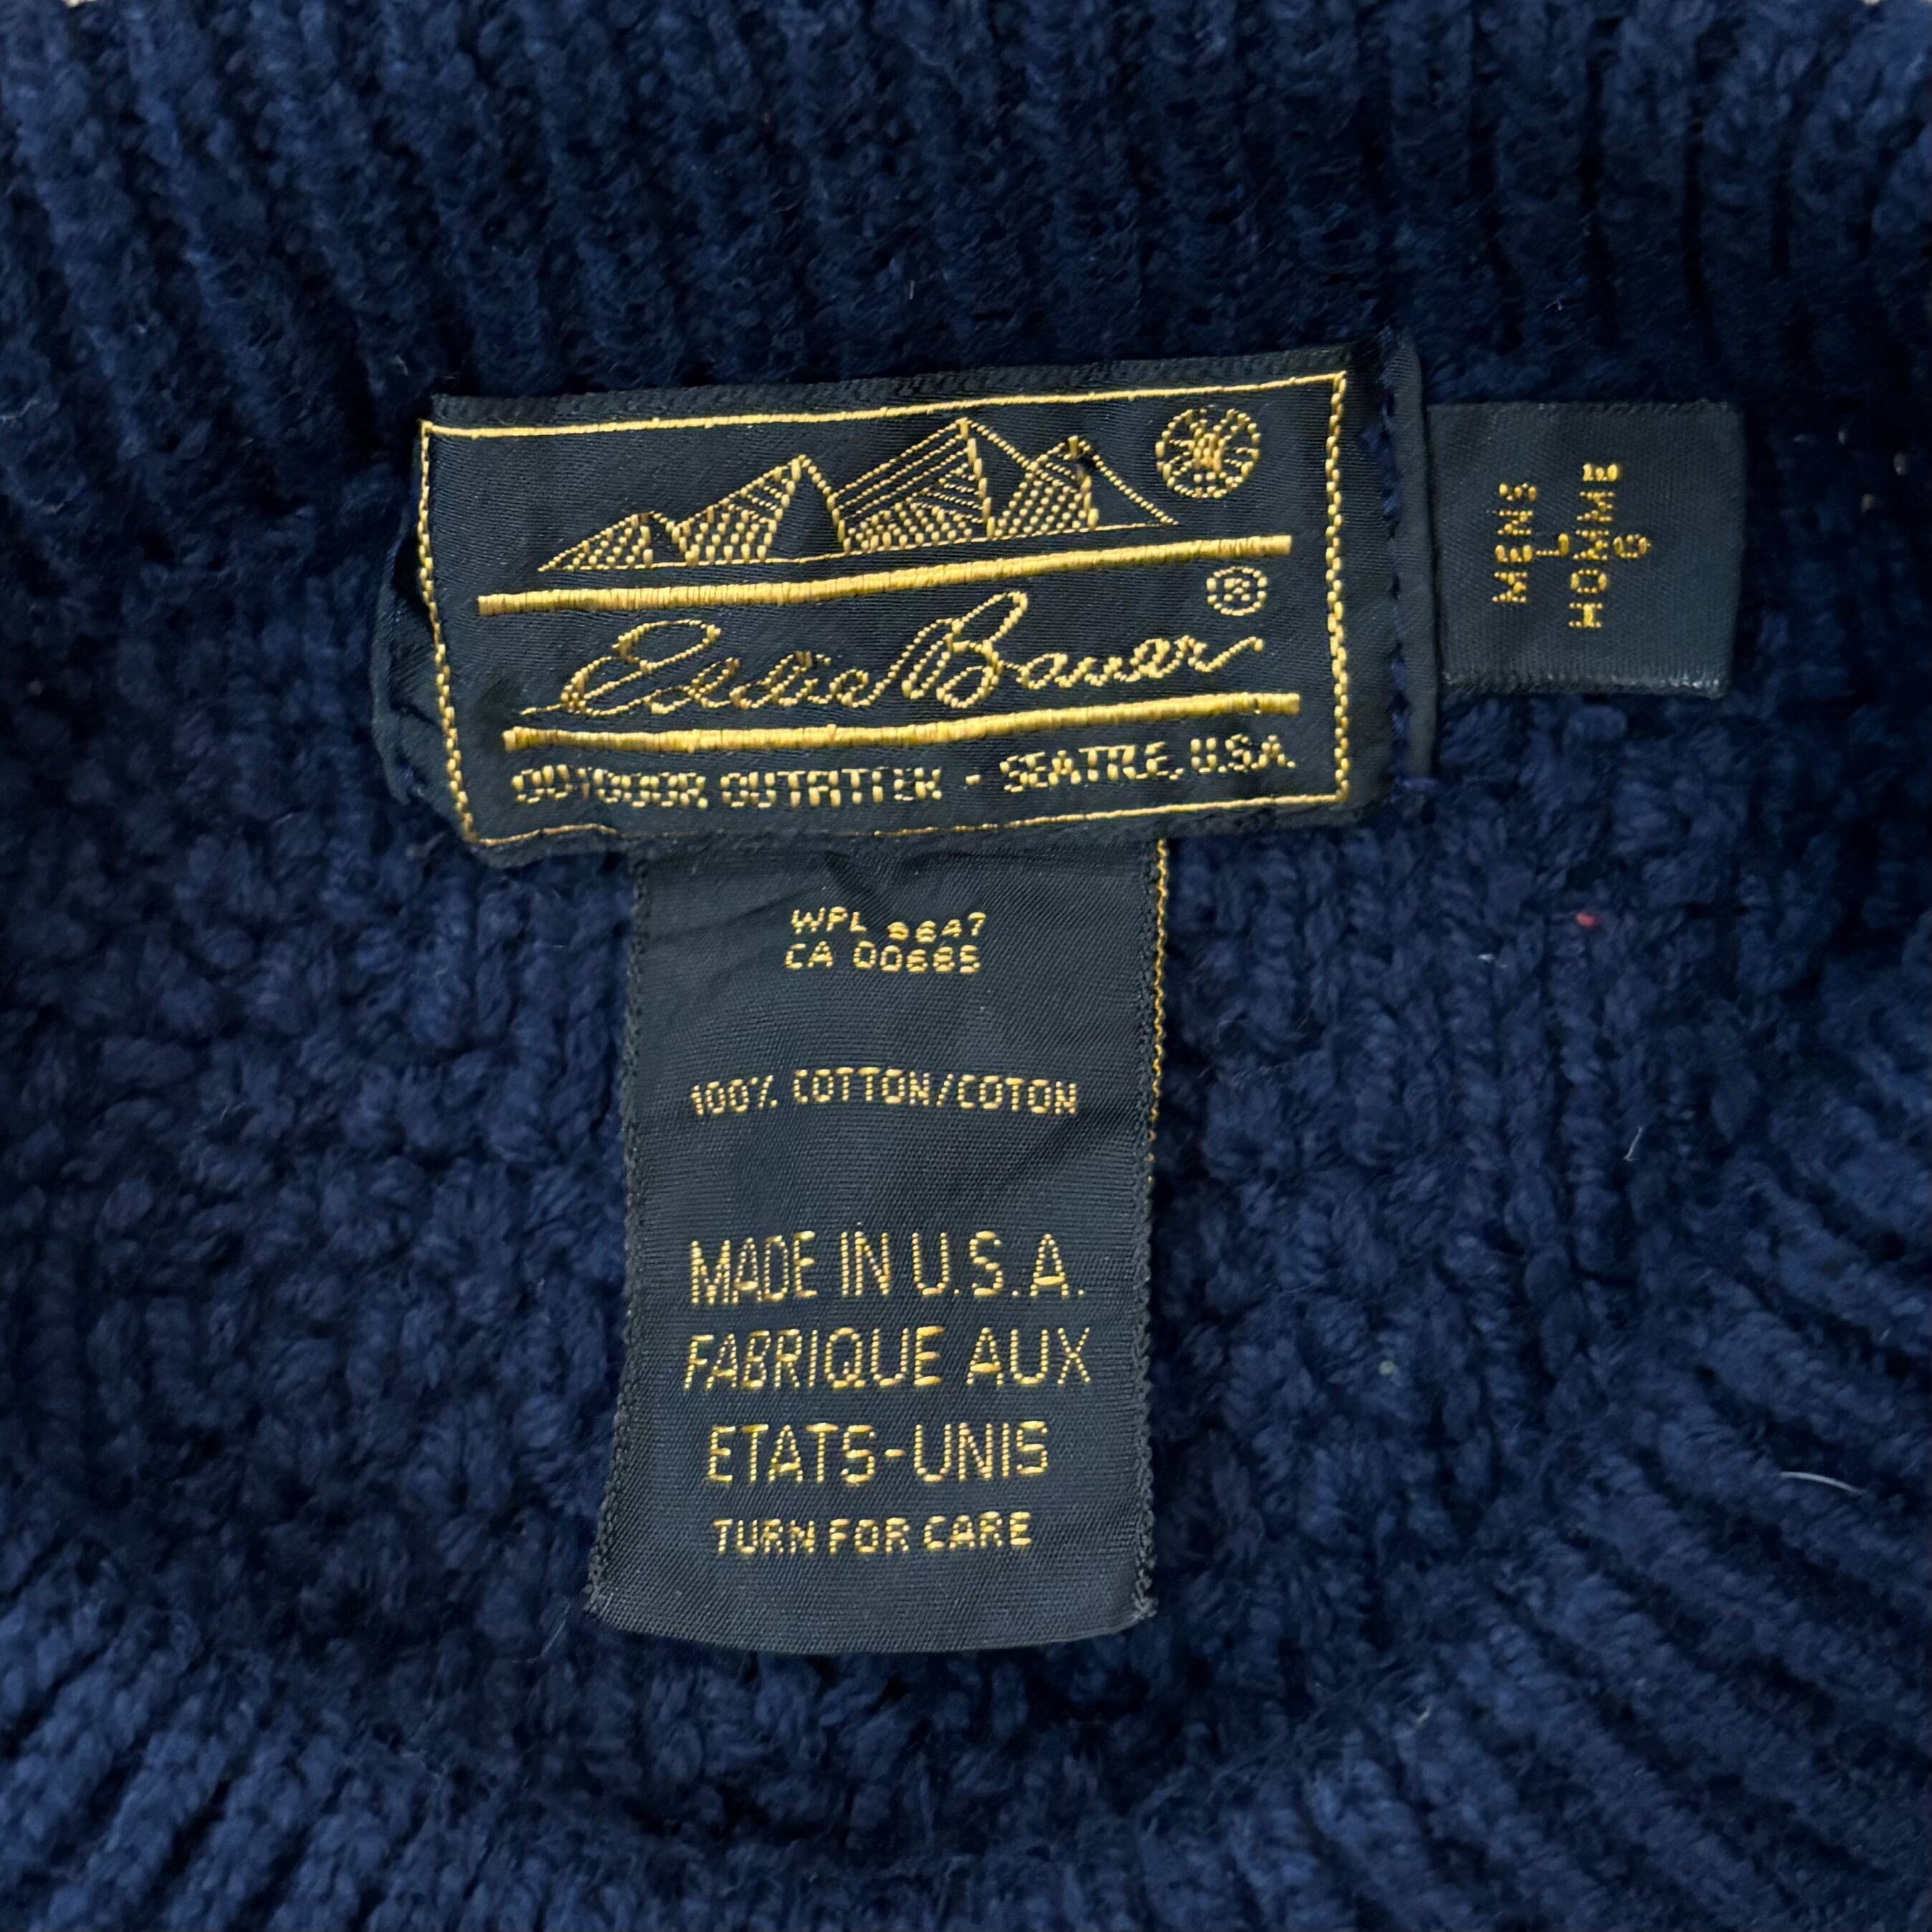 Eddie Bauer ®
OUTDOOR OUTFITTER - SEATTLE, U.S.A.
MENS
L
HOMME
G
WPL 9647
CA 00685
100% COTTON/COTON
MADE IN U.S.A.
FABRIQUE AUX
ETATS-UNIS
TURN FOR CARE